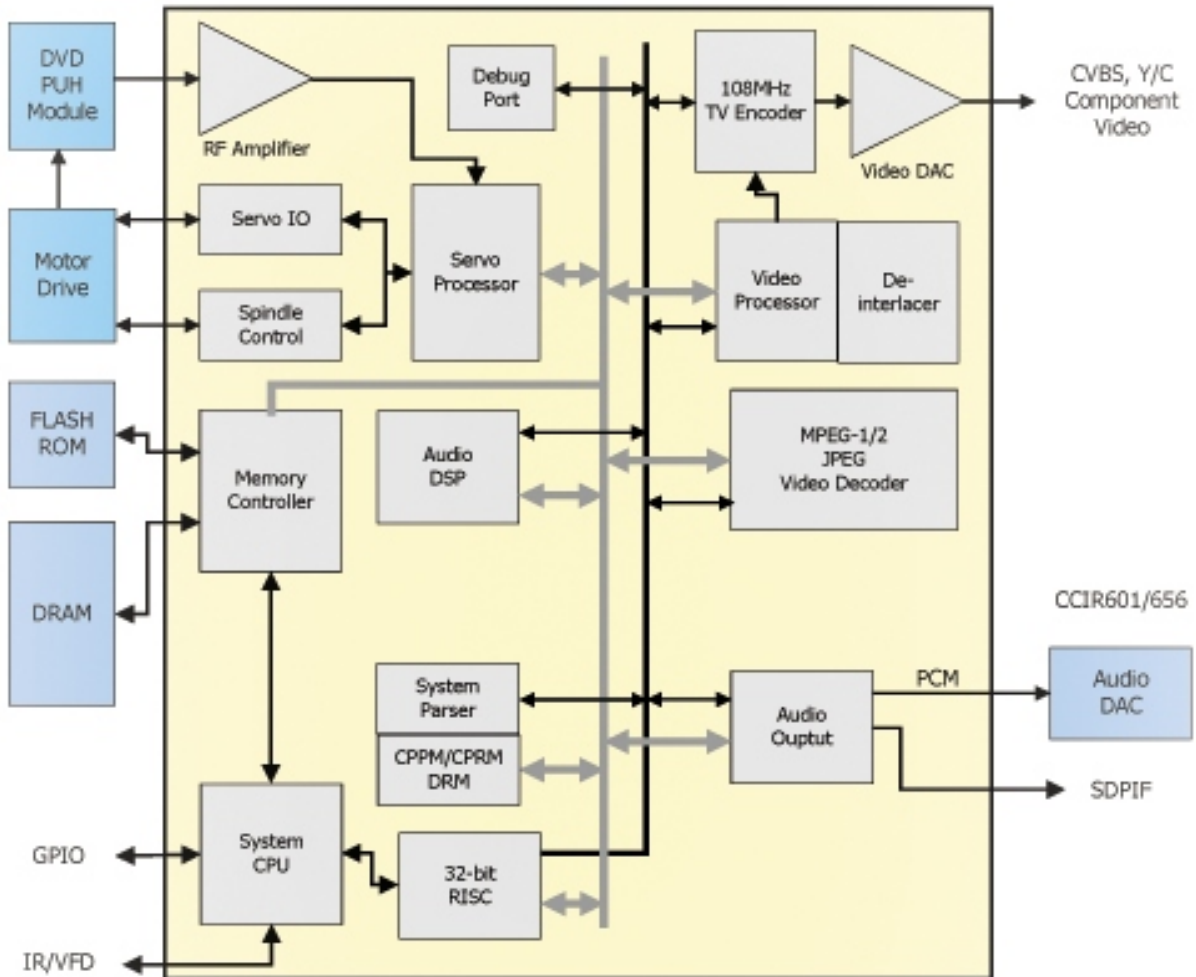 DVD
PUH
Module
RF Amplifier
Debug
Port
108MHz
TV Encoder
Video DAC
CVBS, Y/C
Component
Video
Motor
Drive
Servo IO
Spindle
Control
Servo
Processor
Video
Processor
De-
interlacer
FLASH
ROM
Memory
Controller
Audio
DSP
MPEG-1/2
JPEG
Video Decoder
DRAM
CCIR601/656
System
Parser
CPPM/CPRM
DRM
Audio
Ouptut
PCM
Audio
DAC
SDPIF
GPIO
System
CPU
32-bit
RISC
IR/VFD